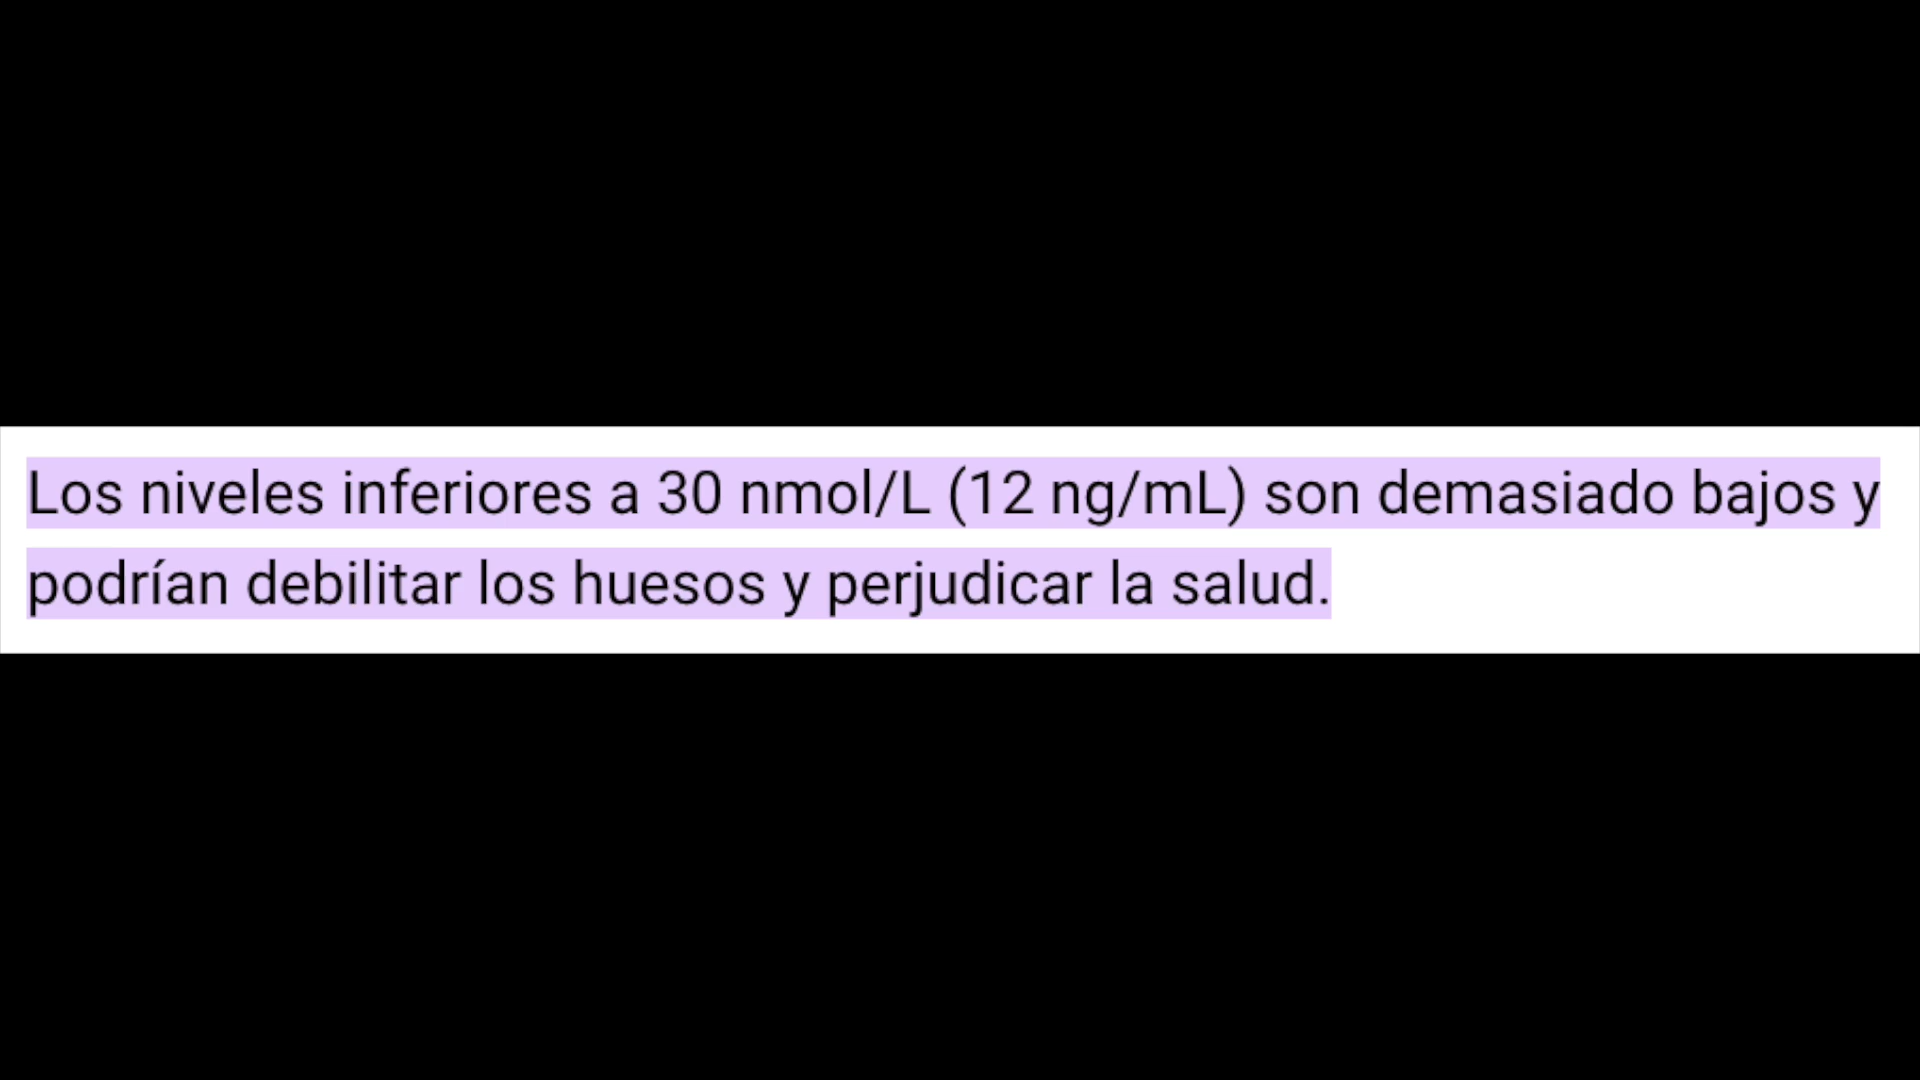 Los niveles inferiores a 30 nmol/L (12 ng/mL) son demasiado bajos y
podrían debilitar los huesos y perjudicar la salud.